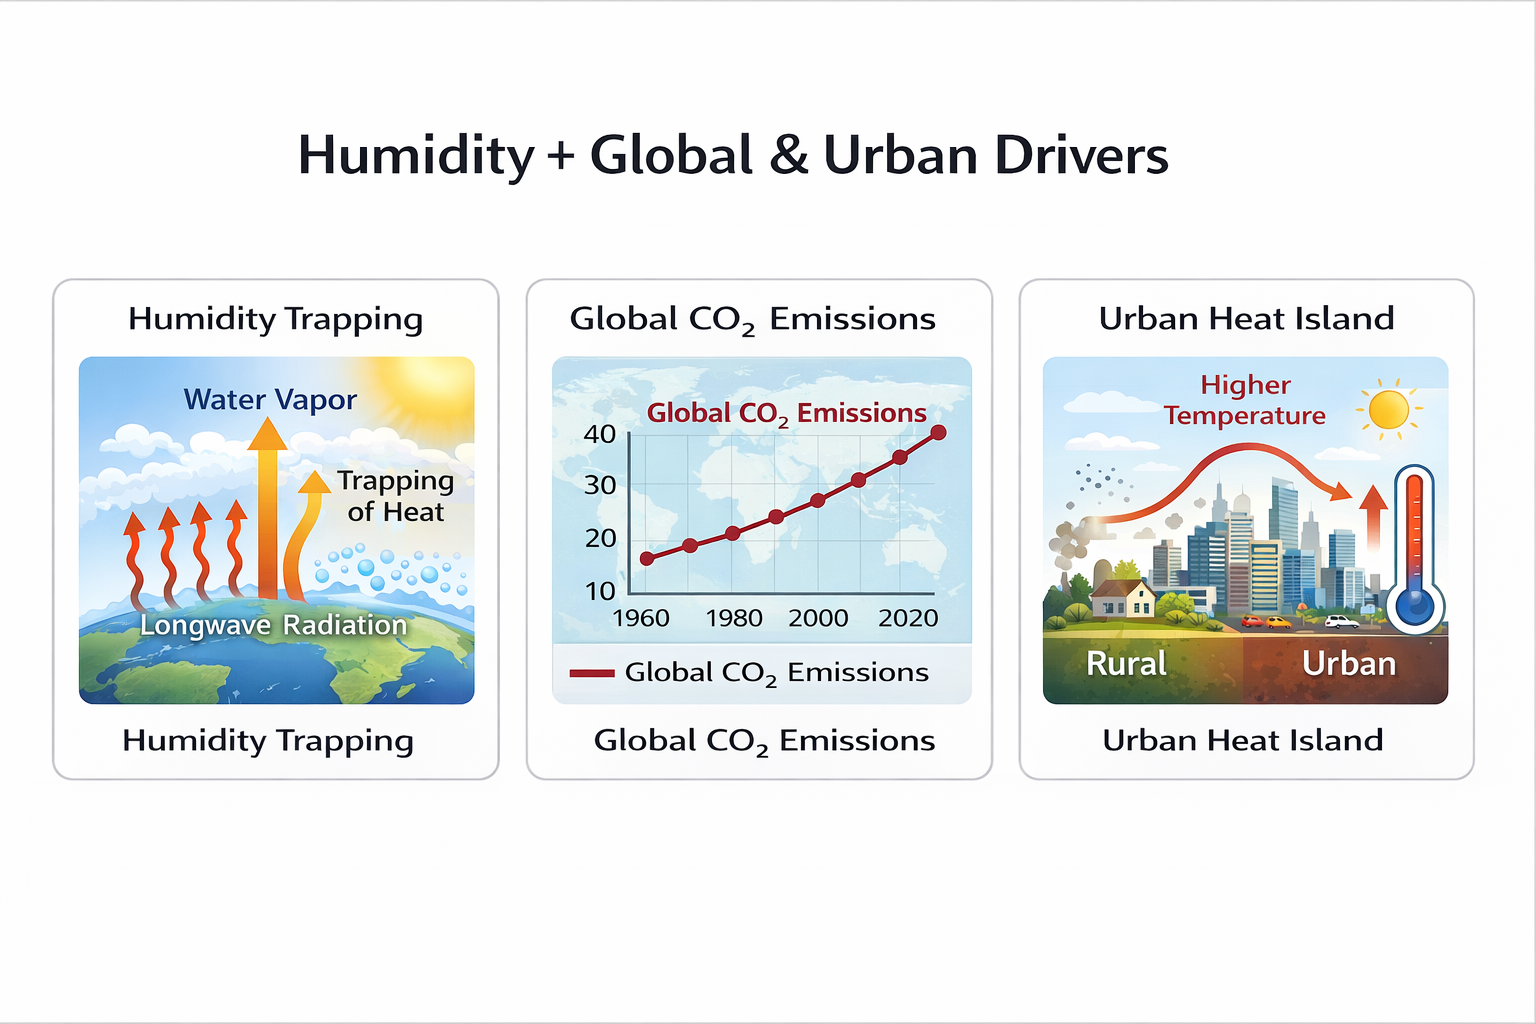 Humidity + Global & Urban Drivers
Humidity Trapping
Water Vapor
Trapping
of Heat
Longwave Radiation
Humidity Trapping
Global CO₂ Emissions
Global CO₂ Emissions
40
30
20
10
1960 1980 2000 2020
Global CO₂ Emissions
Global CO₂ Emissions
Urban Heat Island
Higher
Temperature
Rural
Urban
Urban Heat Island